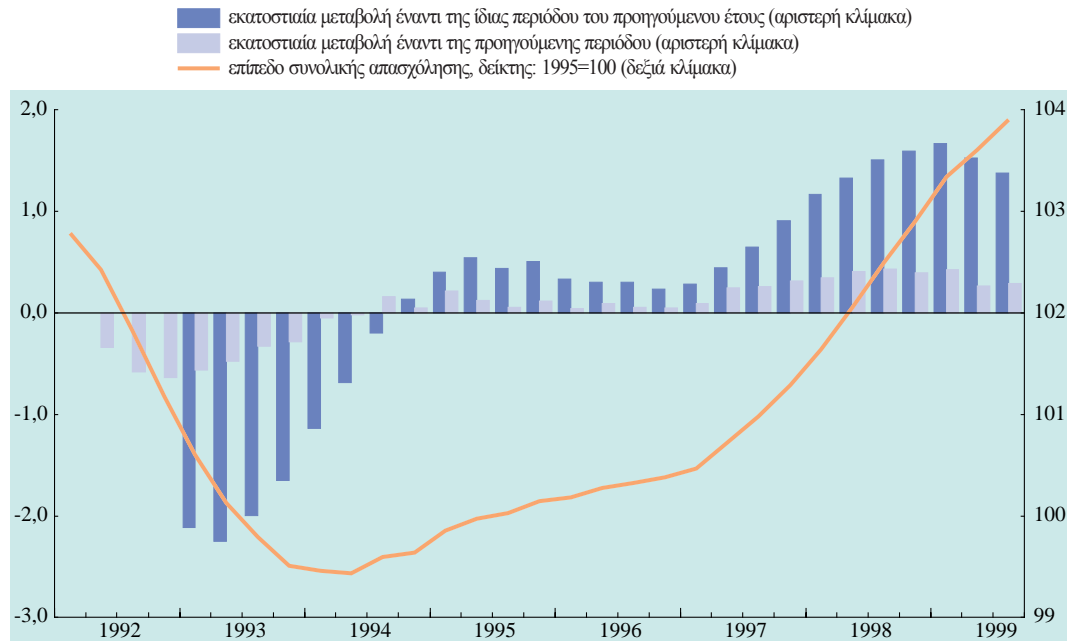 εκατοστιαία μεταβολή έναντι της ίδιας περιόδου του προηγούμενου έτους (αριστερή κλίμακα)
εκατοστιαία μεταβολή έναντι της προηγούμενης περιόδου (αριστερή κλίμακα)
επίπεδο συνολικής απασχόλησης, δείκτης: 1995=100 (δεξιά κλίμακα)
2,0 104
1,0 103
0,0 102
-1,0 101
-2,0 100
-3,0 99
1992 1993 1994 1995 1996 1997 1998 1999